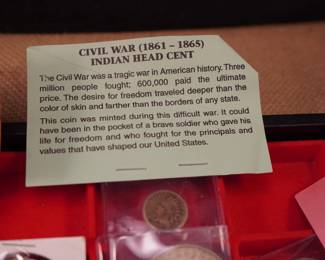 CIVIL WAR (1861 – 1865)
INDIAN HEAD CENT
The Civil War was a tragic war in American history. Three
million people fought; 600,000 paid the ultimate
price. The desire for freedom traveled deeper than the
color of skin and farther than the borders of any state.
This coin was minted during this difficult war. It could
have been in the pocket of a brave soldier who gave his
life for freedom and who fought for the principals and
values that have shaped our United States.